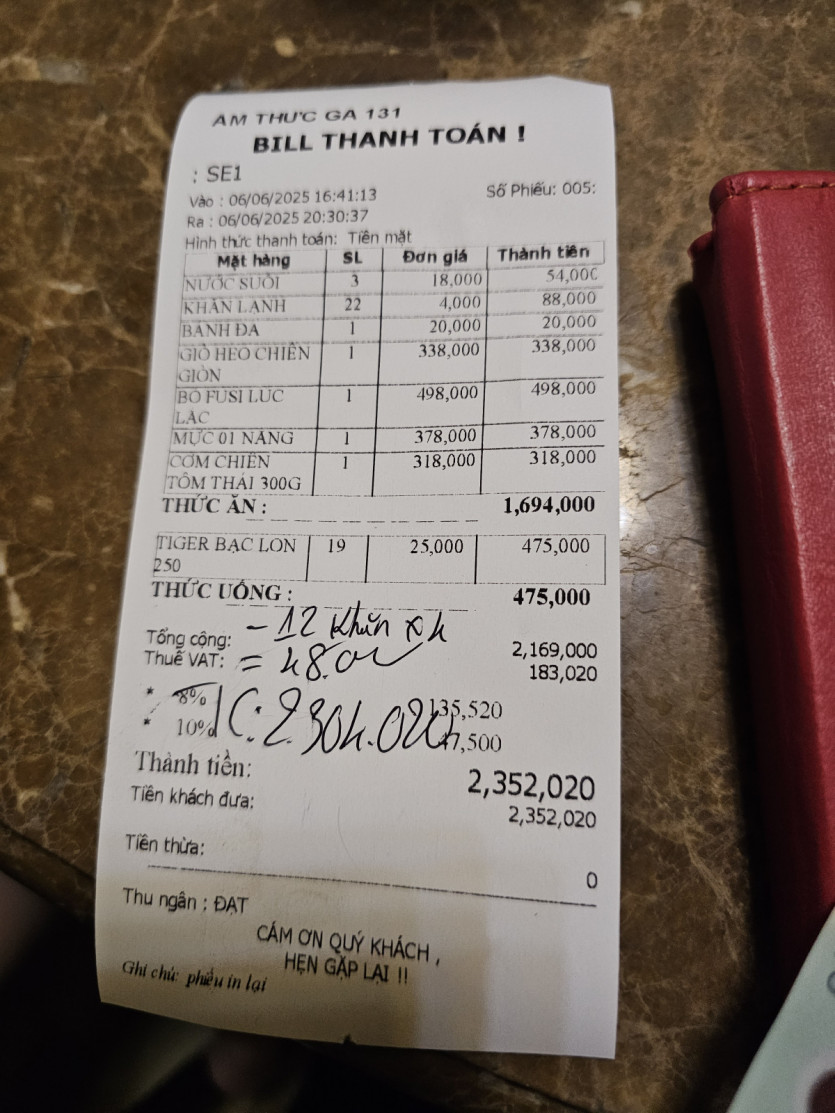 ẨM THỰC GA 131
BILL THANH TOÁN !
: SE1
Vào : 06/06/2025 16:41:13 Số Phiếu: 005:
Ra : 06/06/2025 20:30:37
Hình thức thanh toán: Tiền mặt
Mặt hàng SL Đơn giá Thành tiền
NƯỚC SUỐI 3 18,000 54,000
KHĂN LẠNH 22 4,000 88,000
BÁNH ĐA 1 20,000 20,000
GIÒ HEO CHIÊN 1 338,000 338,000
GIÒN
BÒ FUSI LÚC 1 498,000 498,000
LẮC
MỰC 01 NẮNG 1 378,000 378,000
CƠM CHIÊN 1 318,000 318,000
TÔM THÁI 300G
THỨC ĂN : 1,694,000
TIGER BẠC LON 19 25,000 475,000
250
THỨC UỐNG : 475,000
- 12 khăn
Tổng cộng: 2,169,000
Thuế VAT: = 48.0 183,020
* 8% 135,520
* 10% C: 2.304.020 47,500
Thành tiền: 2,352,020
Tiền khách đưa: 2,352,020
Tiền thừa: 0
Thu ngân : ĐẠT
CÁM ƠN QUÝ KHÁCH ,
HẸN GẶP LẠI !!
Ghi chú: phiếu in lại